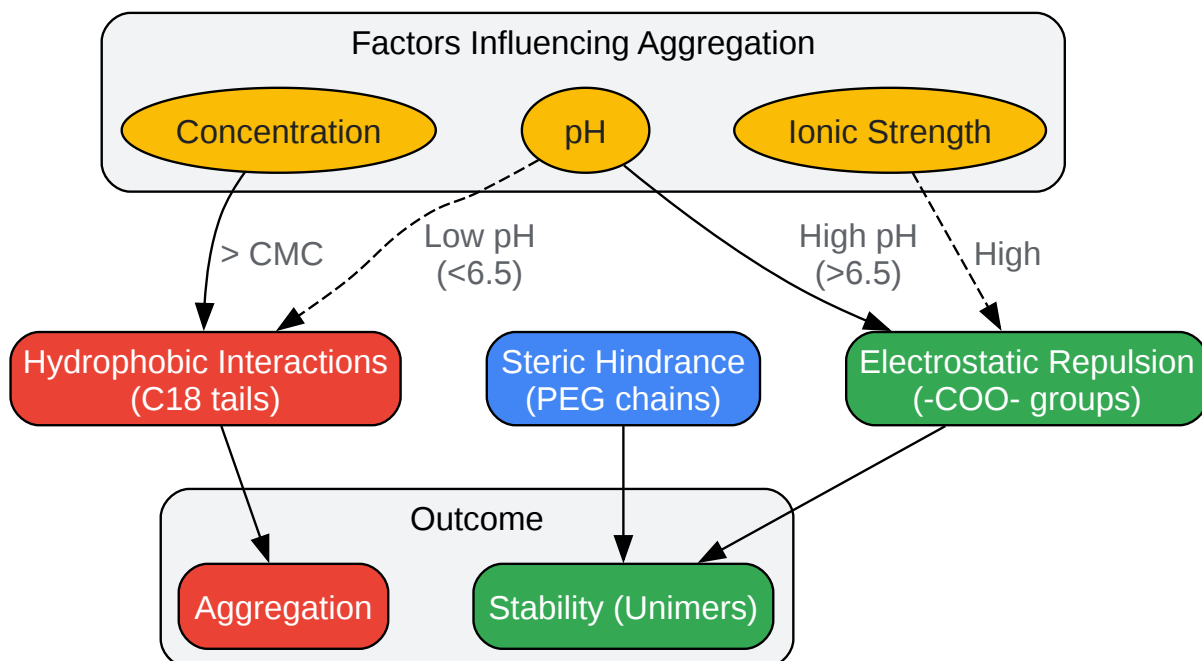 Factors Influencing Aggregation
Concentration
pH
Ionic Strength
> CMC
Low pH
(<6.5)
High pH
(>6.5)
High
Hydrophobic Interactions
(C18 tails)
Steric Hindrance
(PEG chains)
Electrostatic Repulsion
(-COO- groups)
Outcome
Aggregation
Stability (Unimers)